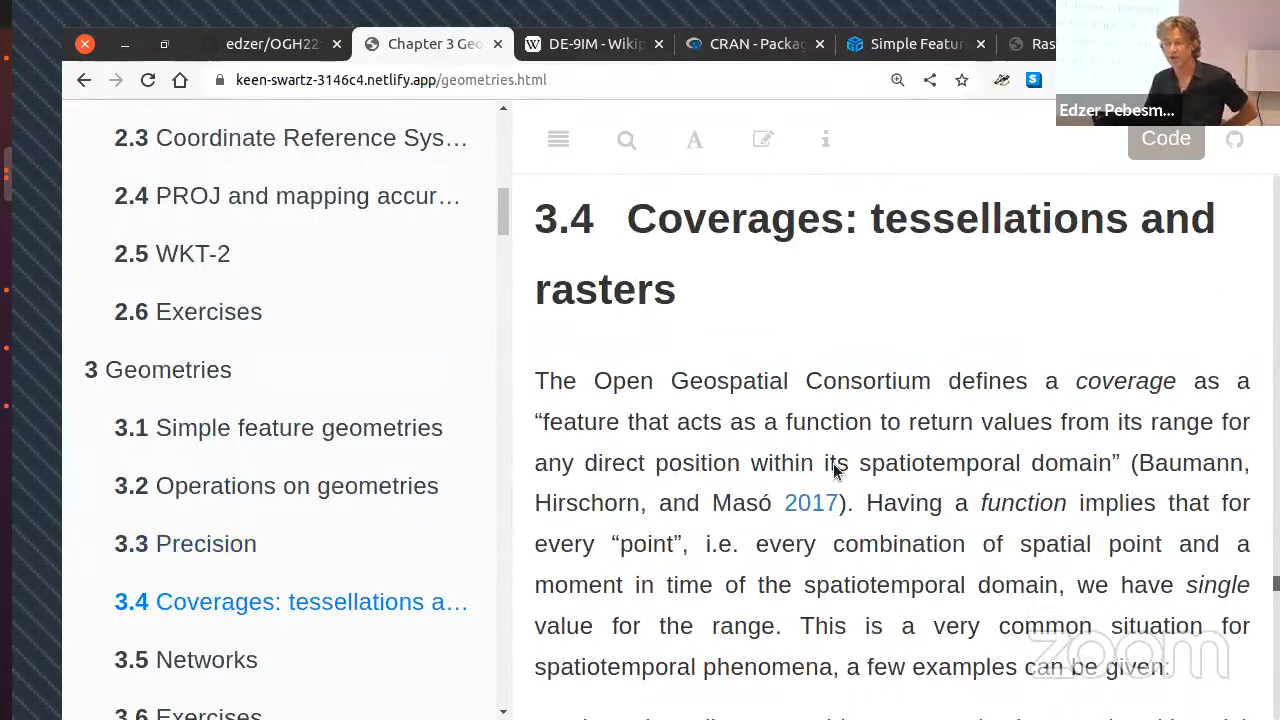 edzer/OGH22
Chapter 3 Geo
DE-9IM - Wikip
CRAN - Packag
Simple Featur
Ras
keen-swartz-3146c4.netlify.app/geometries.html
Edzer Pebesm...
Code
2.3 Coordinate Reference Sys...
2.4 PROJ and mapping accur...
2.5 WKT-2
2.6 Exercises
3 Geometries
3.1 Simple feature geometries
3.2 Operations on geometries
3.3 Precision
3.4 Coverages: tessellations a...
3.5 Networks
3.6 Exercises
3.4 Coverages: tessellations and
rasters
The Open Geospatial Consortium defines a coverage as a
“feature that acts as a function to return values from its range for
any direct position within its spatiotemporal domain” (Baumann,
Hirschorn, and Masó 2017). Having a function implies that for
every “point”, i.e. every combination of spatial point and a
moment in time of the spatiotemporal domain, we have single
value for the range. This is a very common situation for
spatiotemporal phenomena, a few examples can be given:
zoom